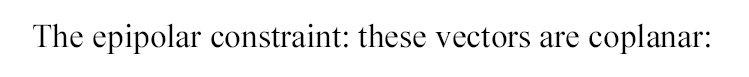 The epipolar constraint: these vectors are coplanar: